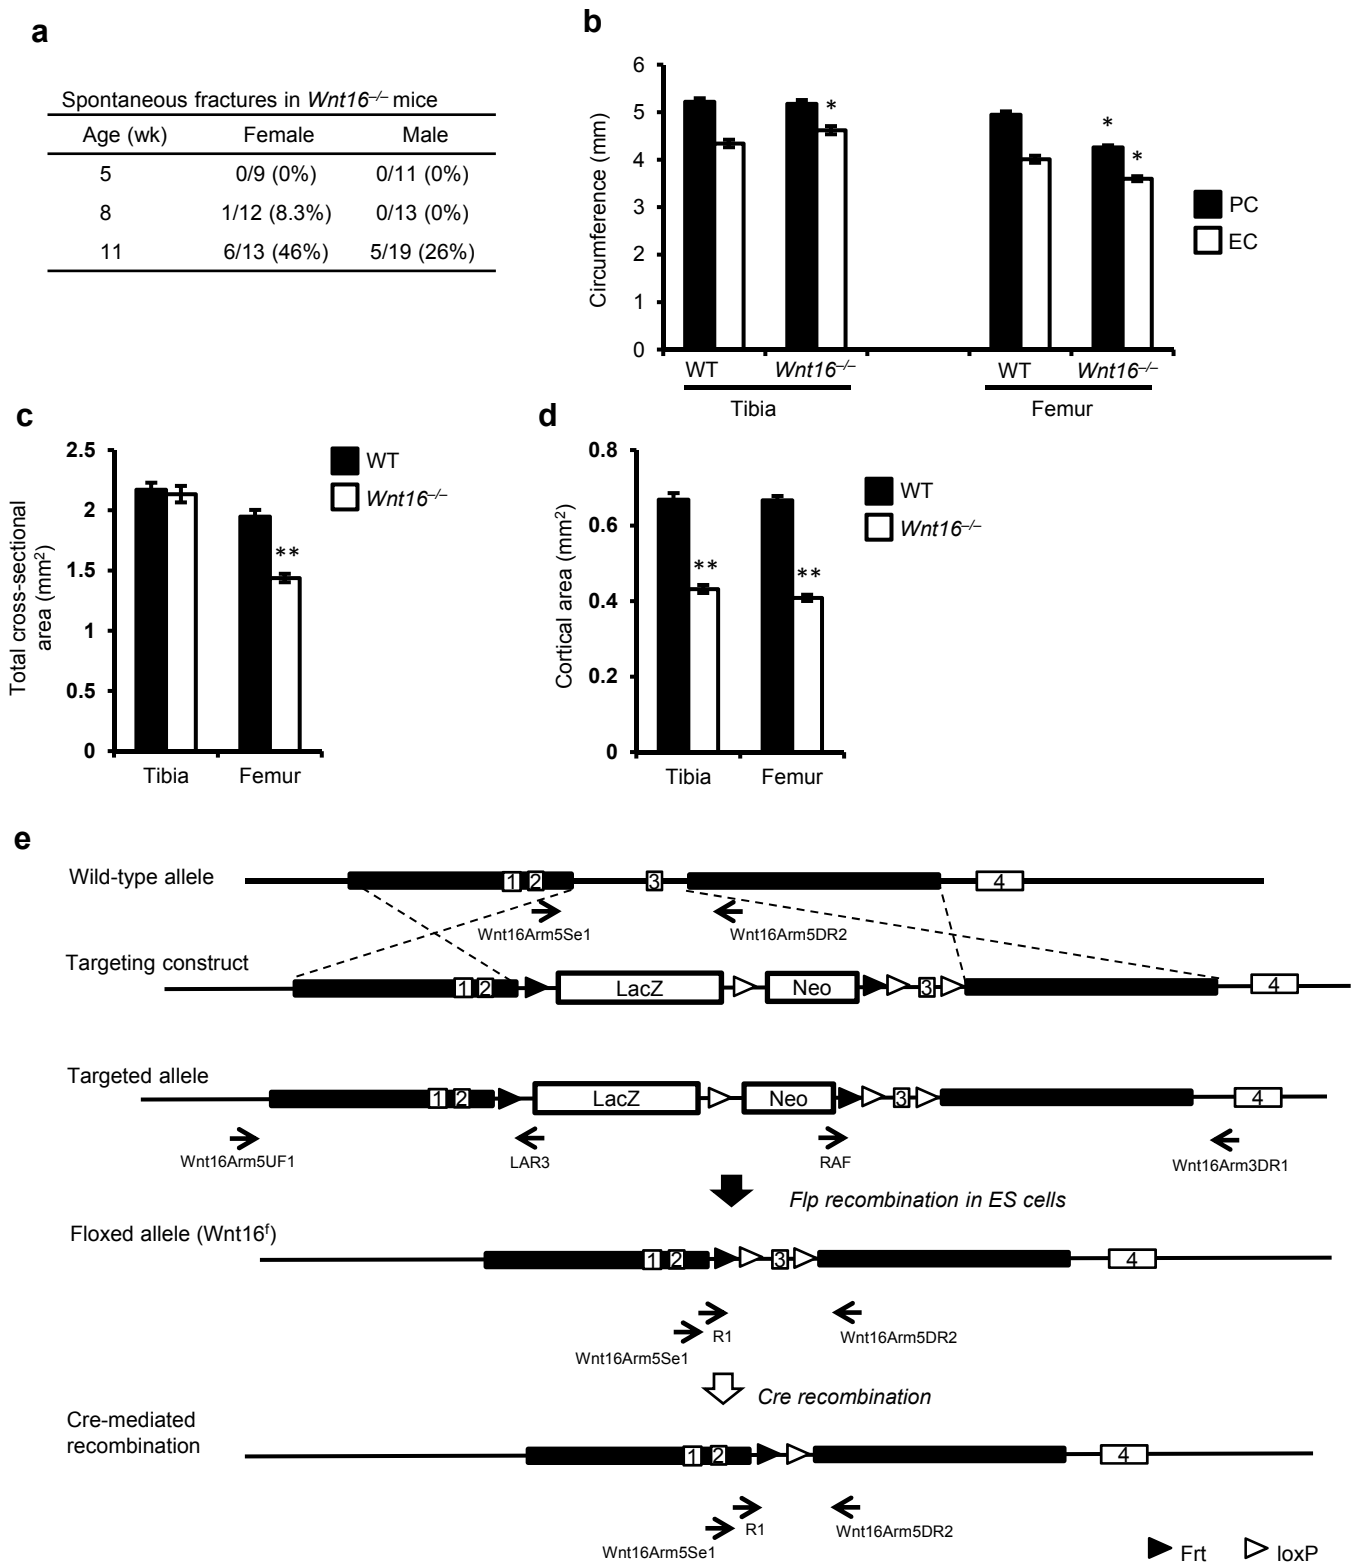 a
Spontaneous fractures in Wnt16–/– mice
Age (wk) Female Male
5 0/9 (0%) 0/11 (0%)
8 1/12 (8.3%) 0/13 (0%)
11 6/13 (46%) 5/19 (26%)
b
Circumference (mm)
6
5
4
3
2
1
0
*
*
*
PC
EC
WT Wnt16–/– WT Wnt16–/–
Tibia Femur
c
Total cross-sectional
area (mm2)
2.5
2
1.5
1
0.5
0
**
WT
Wnt16–/–
Tibia Femur
d
Cortical area (mm2)
0.8
0.6
0.4
0.2
0
**
**
WT
Wnt16–/–
Tibia Femur
e
Wild-type allele
1 2 3 4
Wnt16Arm5Se1 Wnt16Arm5DR2
Targeting construct
1 2 LacZ Neo 3 4
Targeted allele
1 2 LacZ Neo 3 4
Wnt16Arm5UF1 LAR3 RAF Wnt16Arm3DR1
Flp recombination in ES cells
Floxed allele (Wnt16f)
1 2 3 4
R1 Wnt16Arm5DR2
Wnt16Arm5Se1
Cre recombination
Cre-mediated
recombination
1 2 4
R1 Wnt16Arm5DR2
Wnt16Arm5Se1
Frt loxP